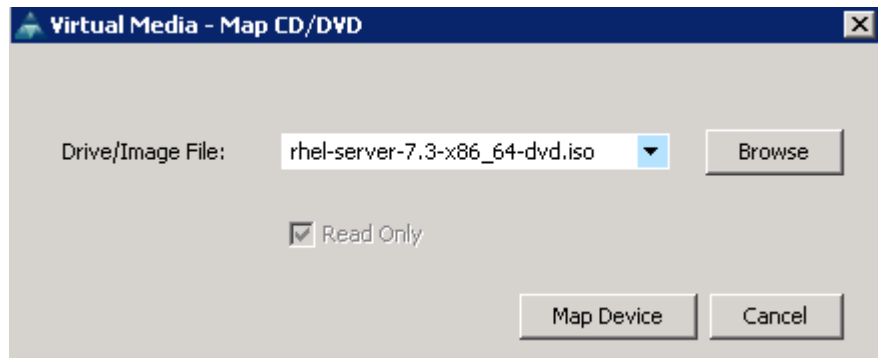 Virtual Media - Map CD/DVD
Drive/Image File: rhel-server-7.3-x86_64-dvd.iso Browse
Read Only
Map Device Cancel